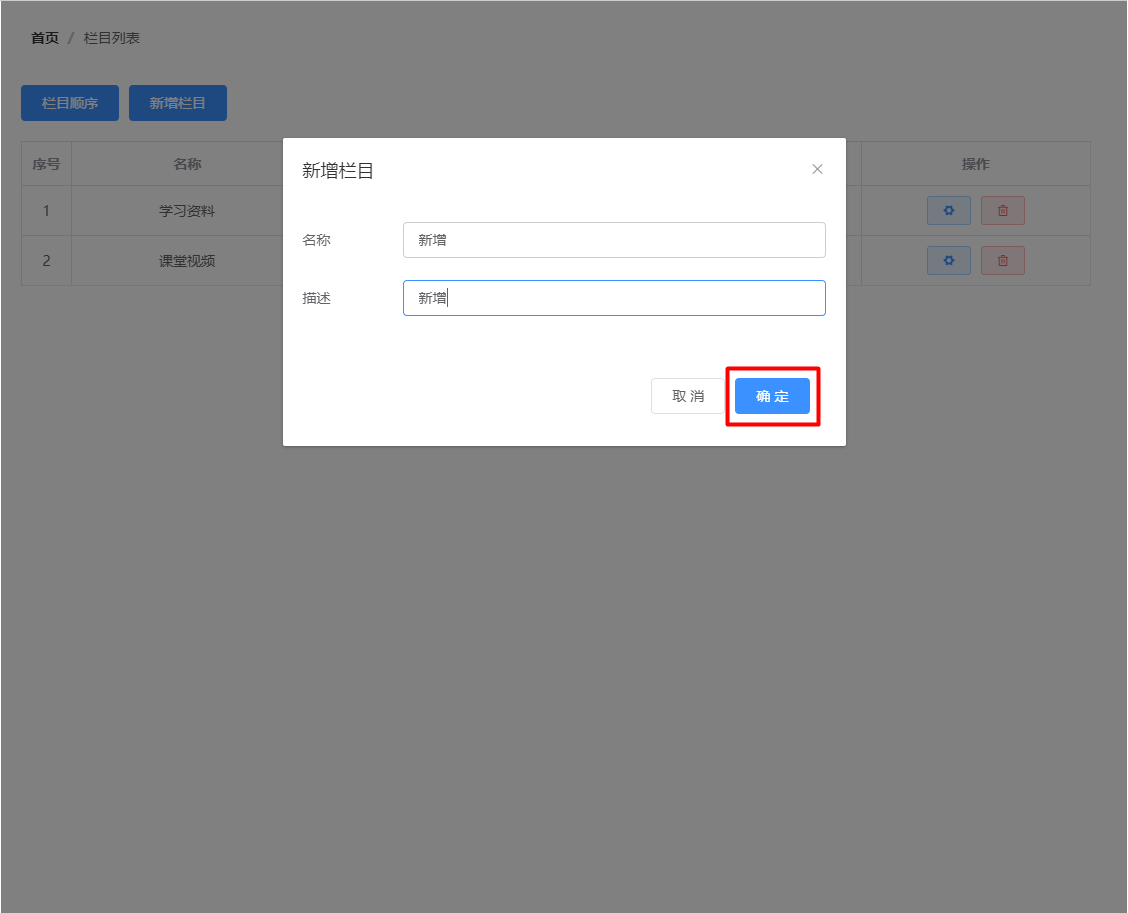 首页 / 栏目列表
栏目顺序 新增栏目
序号 名称 操作
1 学习资料
2 课堂视频
新增栏目
名称 新增
描述 新增
取消 确定